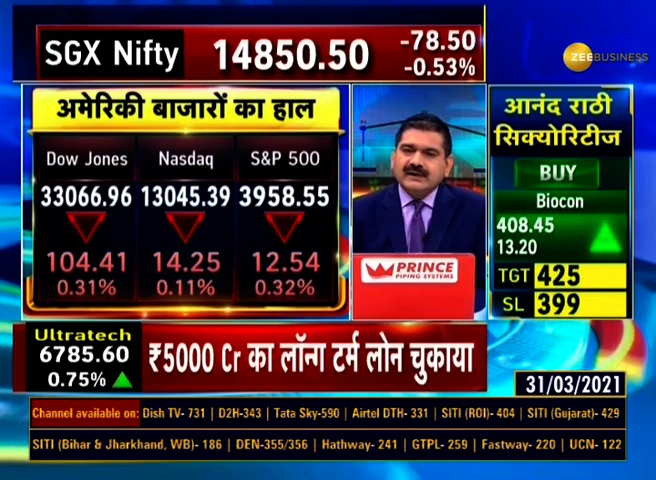 SGX Nifty 14850.50 -78.50
-0.53%
ZEEBUSINESS
अमेरिकी बाजारों का हाल
Dow Jones Nasdaq S&P 500
33066.96 13045.39 3958.55
104.41 14.25 12.54
0.31% 0.11% 0.32%
PRINCE
PIPING SYSTEMS
आनंद राठी
सिक्योरिटीज
BUY
Biocon
408.45
13.20
TGT 425
SL 399
Ultratech
6785.60
0.75%
₹5000 Cr का लॉन्ग टर्म लोन चुकाया
31/03/2021
Channel available on: Dish TV- 731 | D2H-343 | Tata Sky-590 | Airtel DTH- 331 | SITI (ROI)- 404 | SITI (Gujarat)- 429
SITI (Bihar & Jharkhand, WB)- 186 | DEN-355/356 | Hathway- 241 | GTPL- 259 | Fastway- 220 | UCN- 122